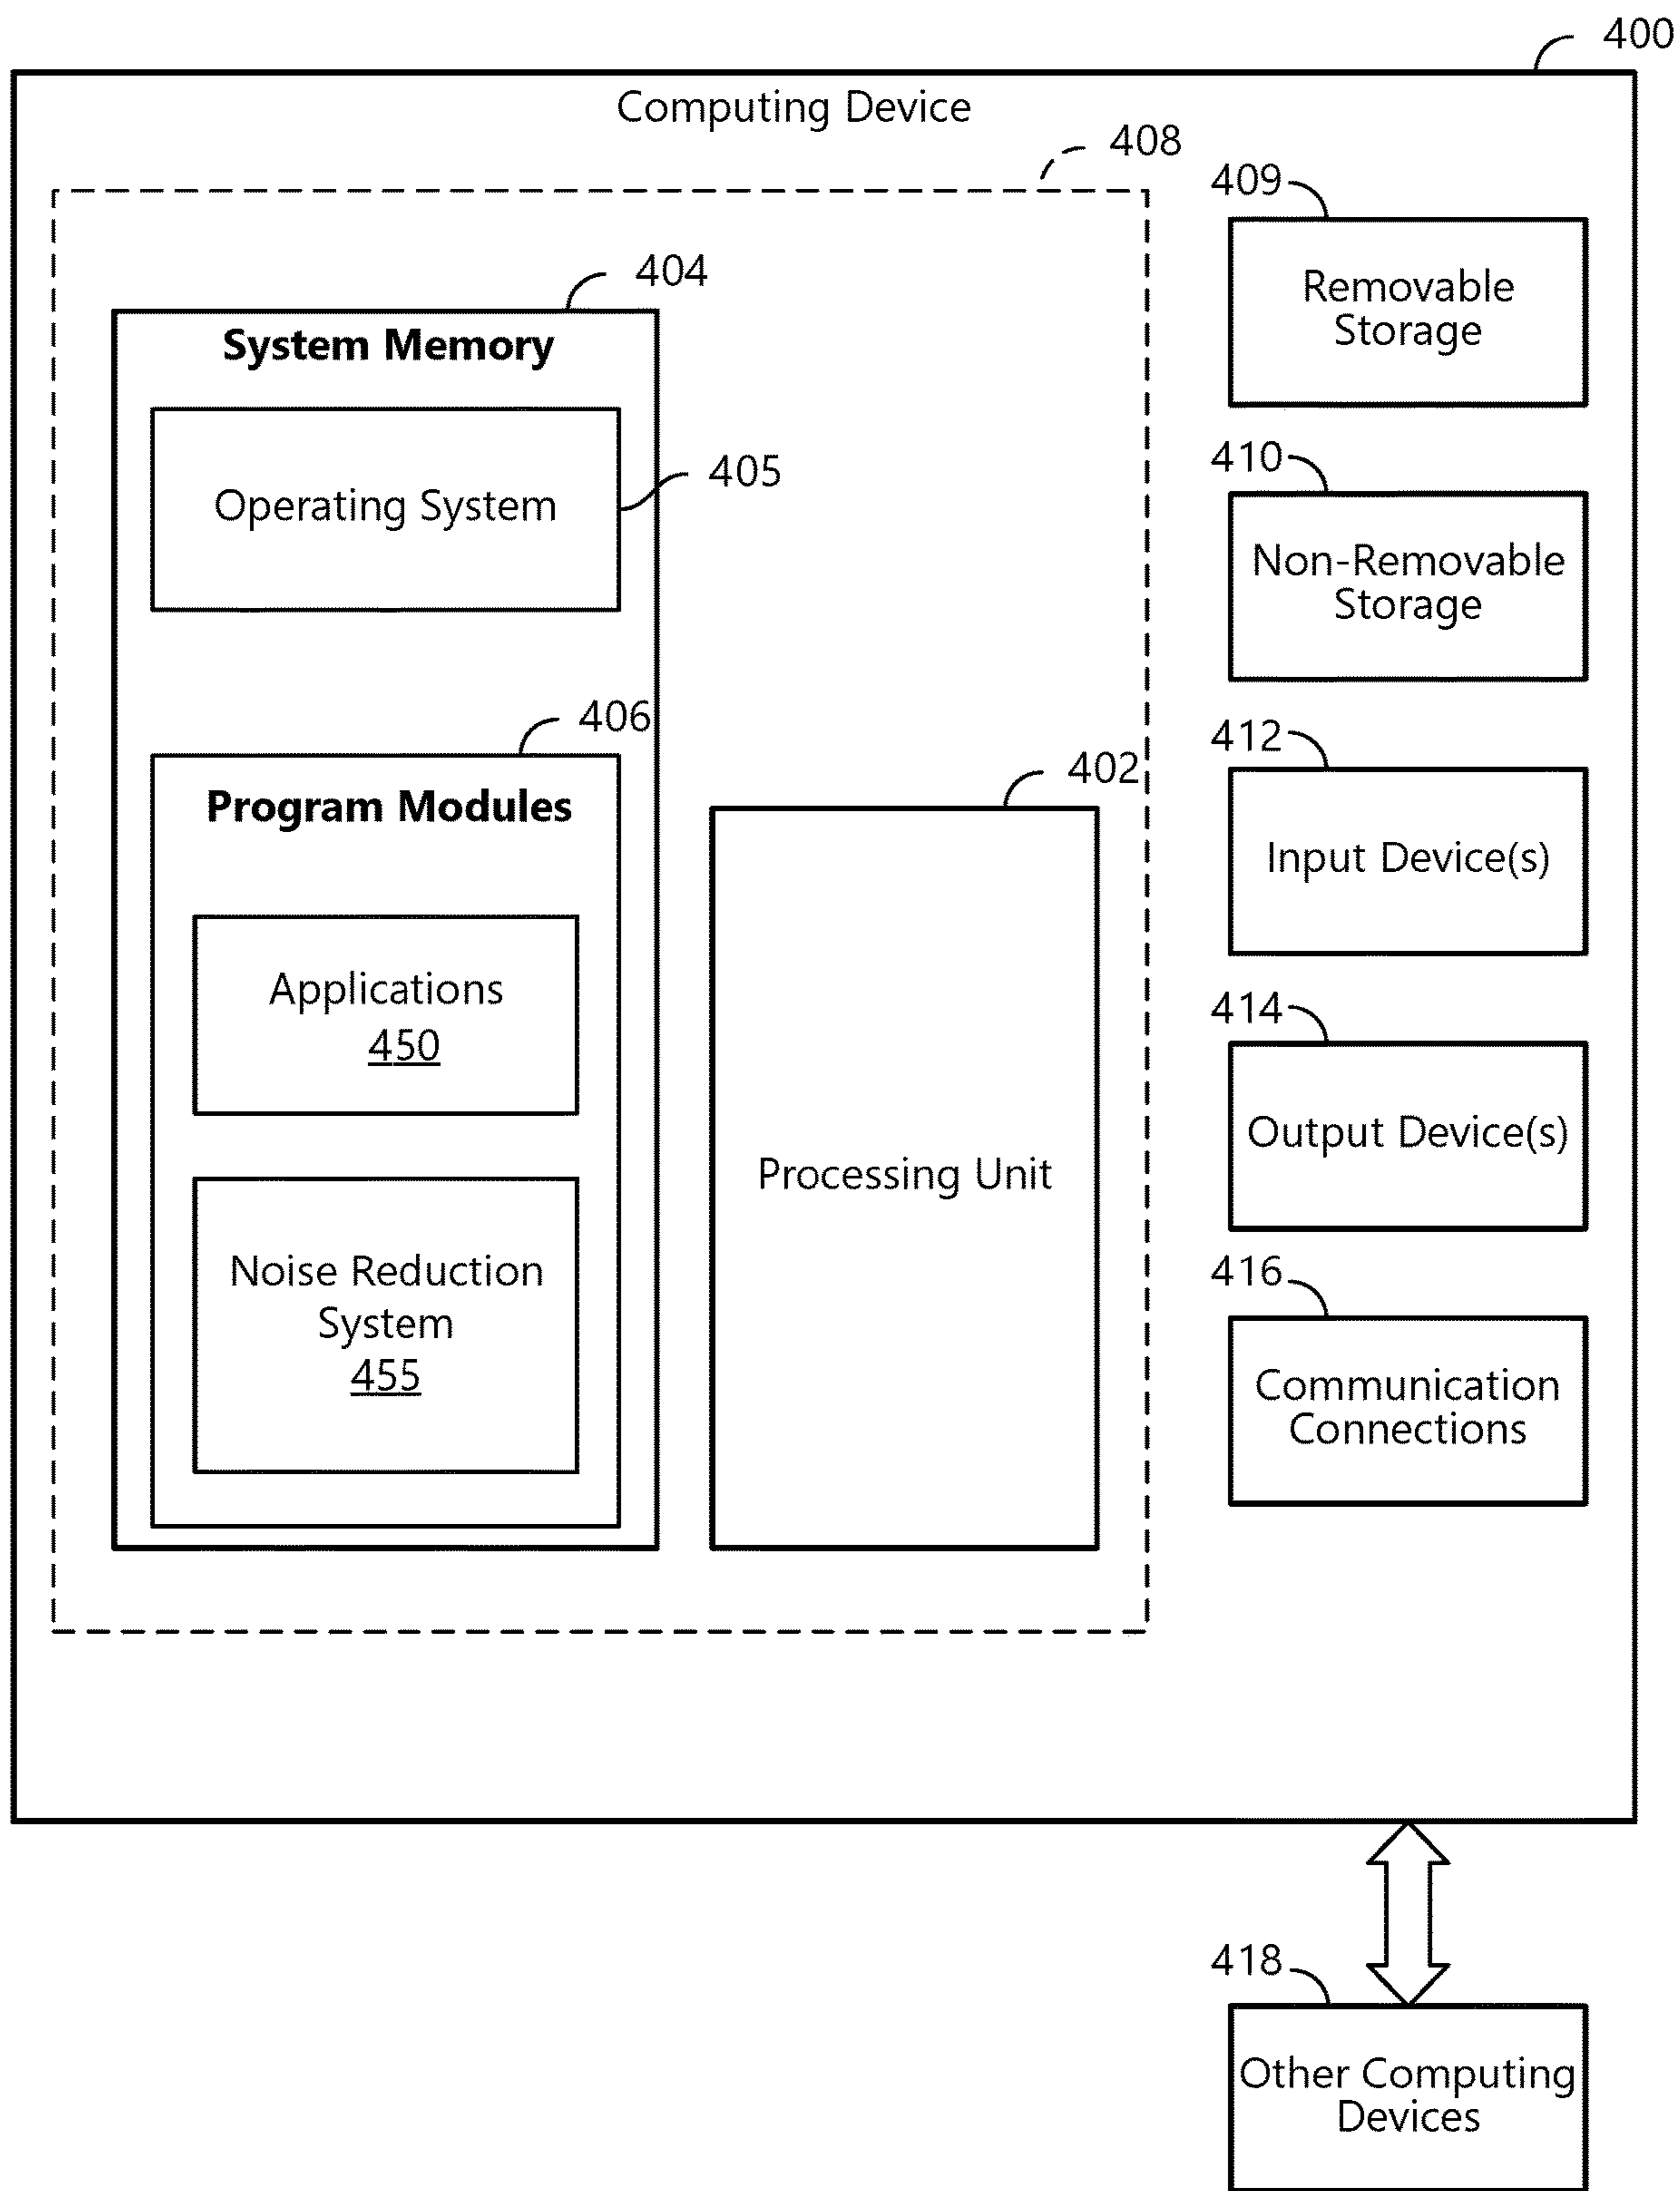 400
Computing Device
408
404
System Memory
Operating System
405
406
Program Modules
Applications
450
Noise Reduction
System
455
402
Processing Unit
409
Removable
Storage
410
Non-Removable
Storage
412
Input Device(s)
414
Output Device(s)
416
Communication
Connections
418
Other Computing
Devices